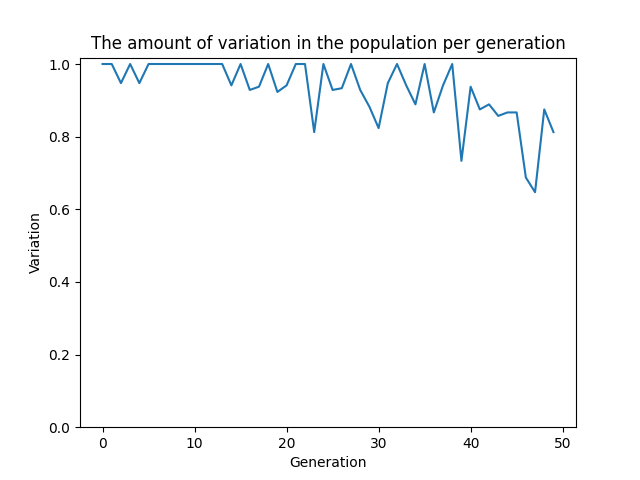 The amount of variation in the population per generation
1.0
0.8
0.6
0.4
0.2
0.0
Variation
0 10 20 30 40 50
Generation